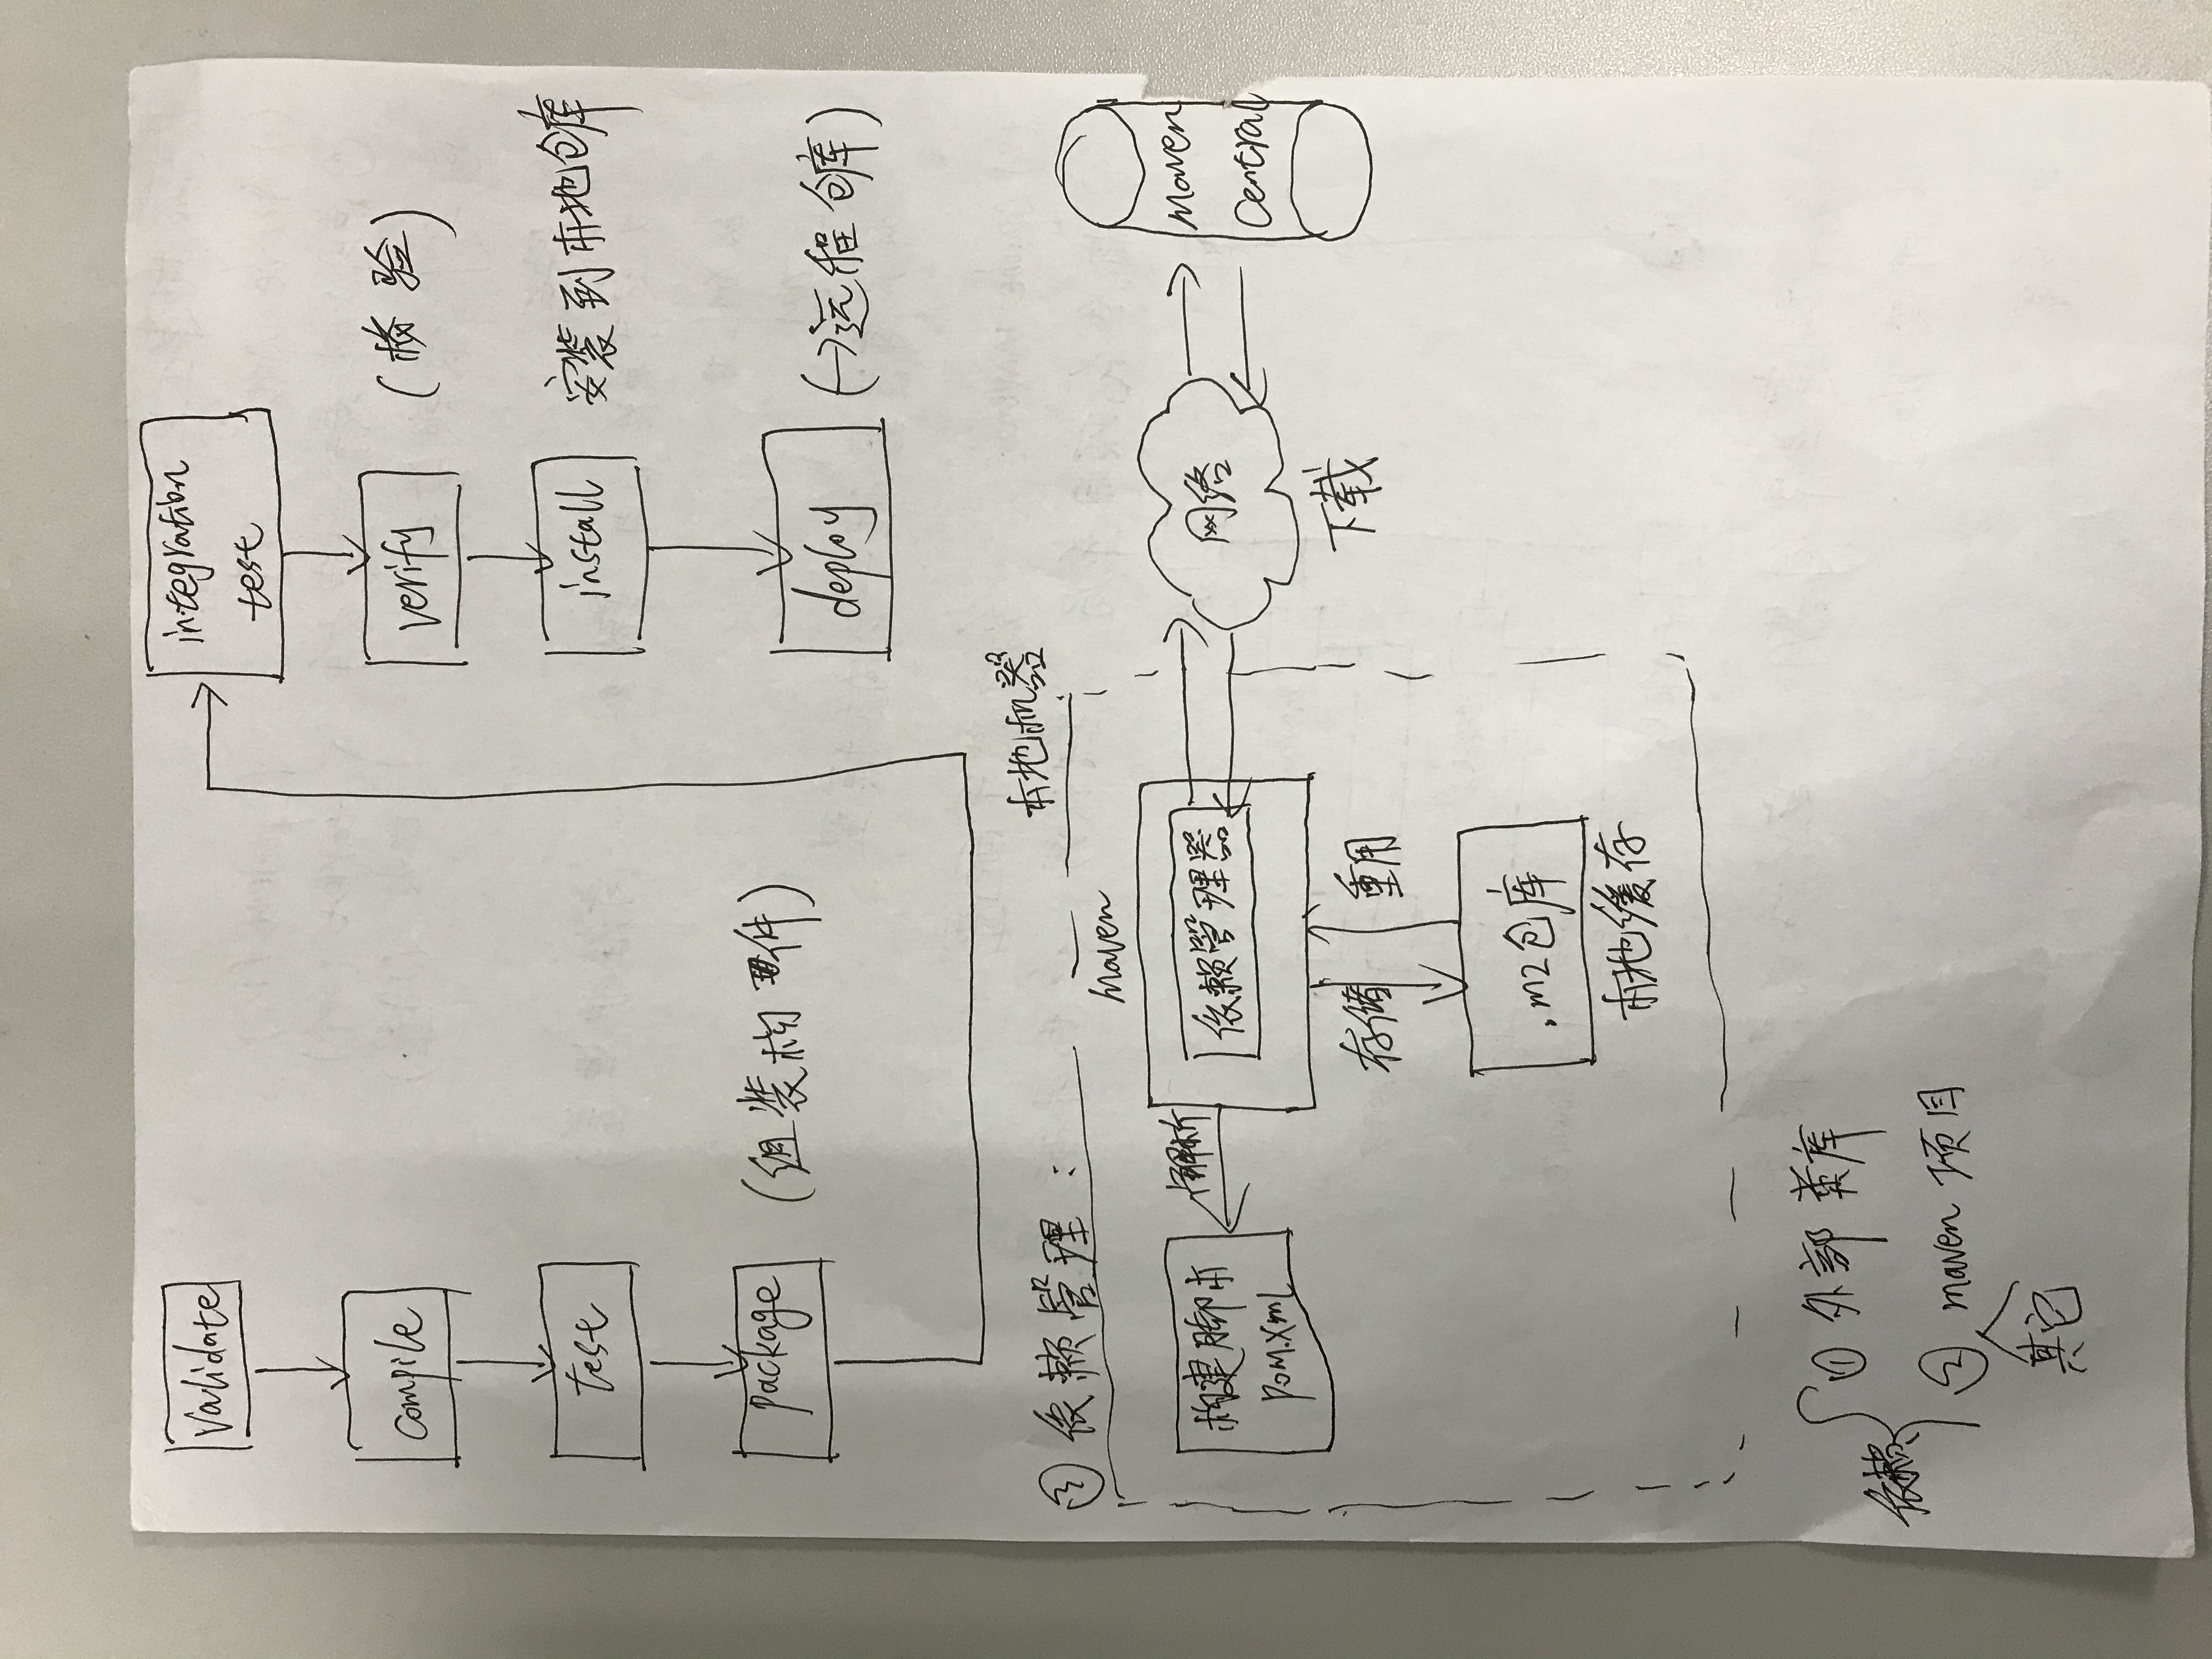 Validate
compile
test
package
(组装构件)
integration
test
verify
(检验)
install
安装到本地仓库
deploy
(→远程仓库)
② 依赖管理:
本地机器
maven
构建脚本
pom.xml
解析
依赖管理器
网络
下载
maven
central
存储
重用
.m2仓库
本地缓存
依赖
① 外部类库
② maven 项目
其它